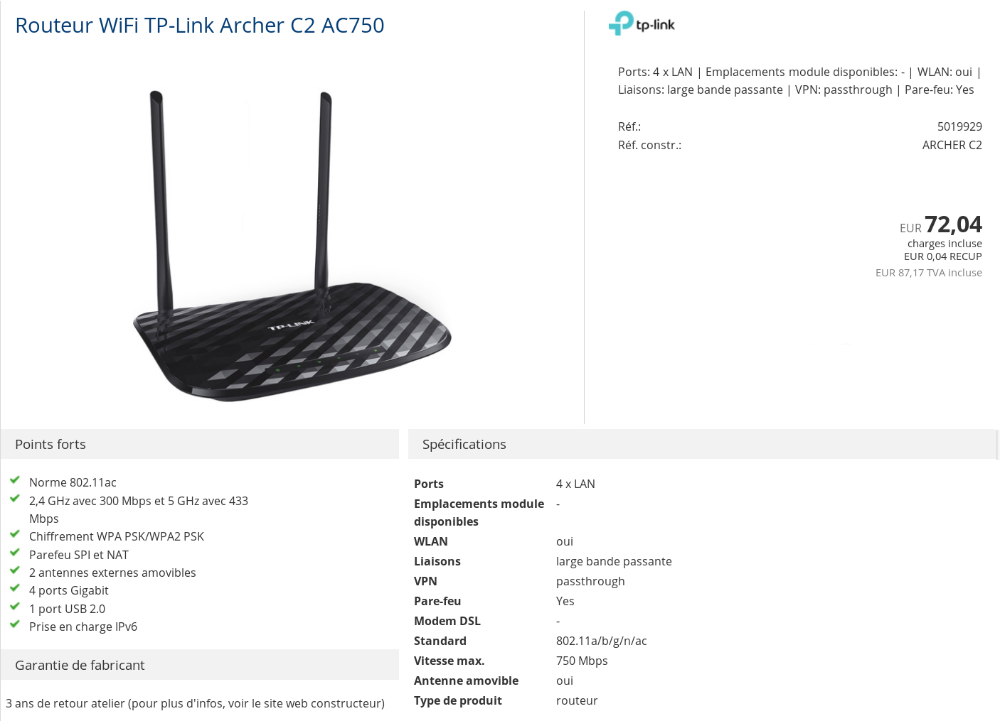 Routeur WiFi TP-Link Archer C2 AC750
tp-link
Ports: 4 x LAN | Emplacements module disponibles: - | WLAN: oui |
Liaisons: large bande passante | VPN: passthrough | Pare-feu: Yes
Réf.: 5019929
Réf. constr.: ARCHER C2
EUR 72,04
charges incluse
EUR 0,04 RECUP
EUR 87,17 TVA incluse
TP-LINK
Points forts
Norme 802.11ac
2,4 GHz avec 300 Mbps et 5 GHz avec 433
Mbps
Chiffrement WPA PSK/WPA2 PSK
Parefeu SPI et NAT
2 antennes externes amovibles
4 ports Gigabit
1 port USB 2.0
Prise en charge IPv6
Garantie de fabricant
3 ans de retour atelier (pour plus d'infos, voir le site web constructeur)
Spécifications
Ports 4 x LAN
Emplacements module -
disponibles
WLAN oui
Liaisons large bande passante
VPN passthrough
Pare-feu Yes
Modem DSL -
Standard 802.11a/b/g/n/ac
Vitesse max. 750 Mbps
Antenne amovible oui
Type de produit routeur